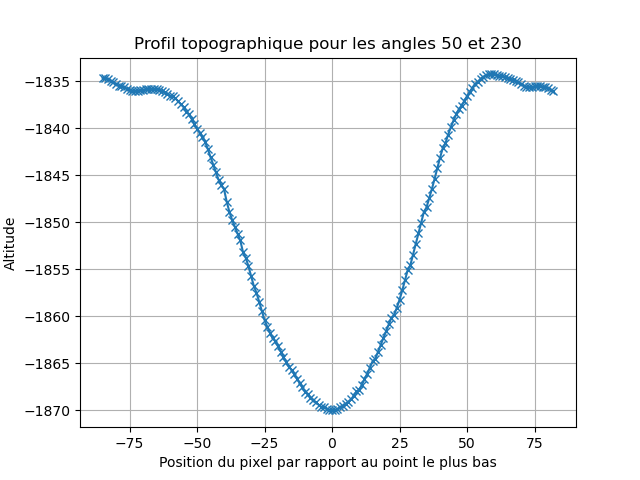 Profil topographique pour les angles 50 et 230
Altitude
−1835
−1840
−1845
−1850
−1855
−1860
−1865
−1870
−75 −50 −25 0 25 50 75
Position du pixel par rapport au point le plus bas